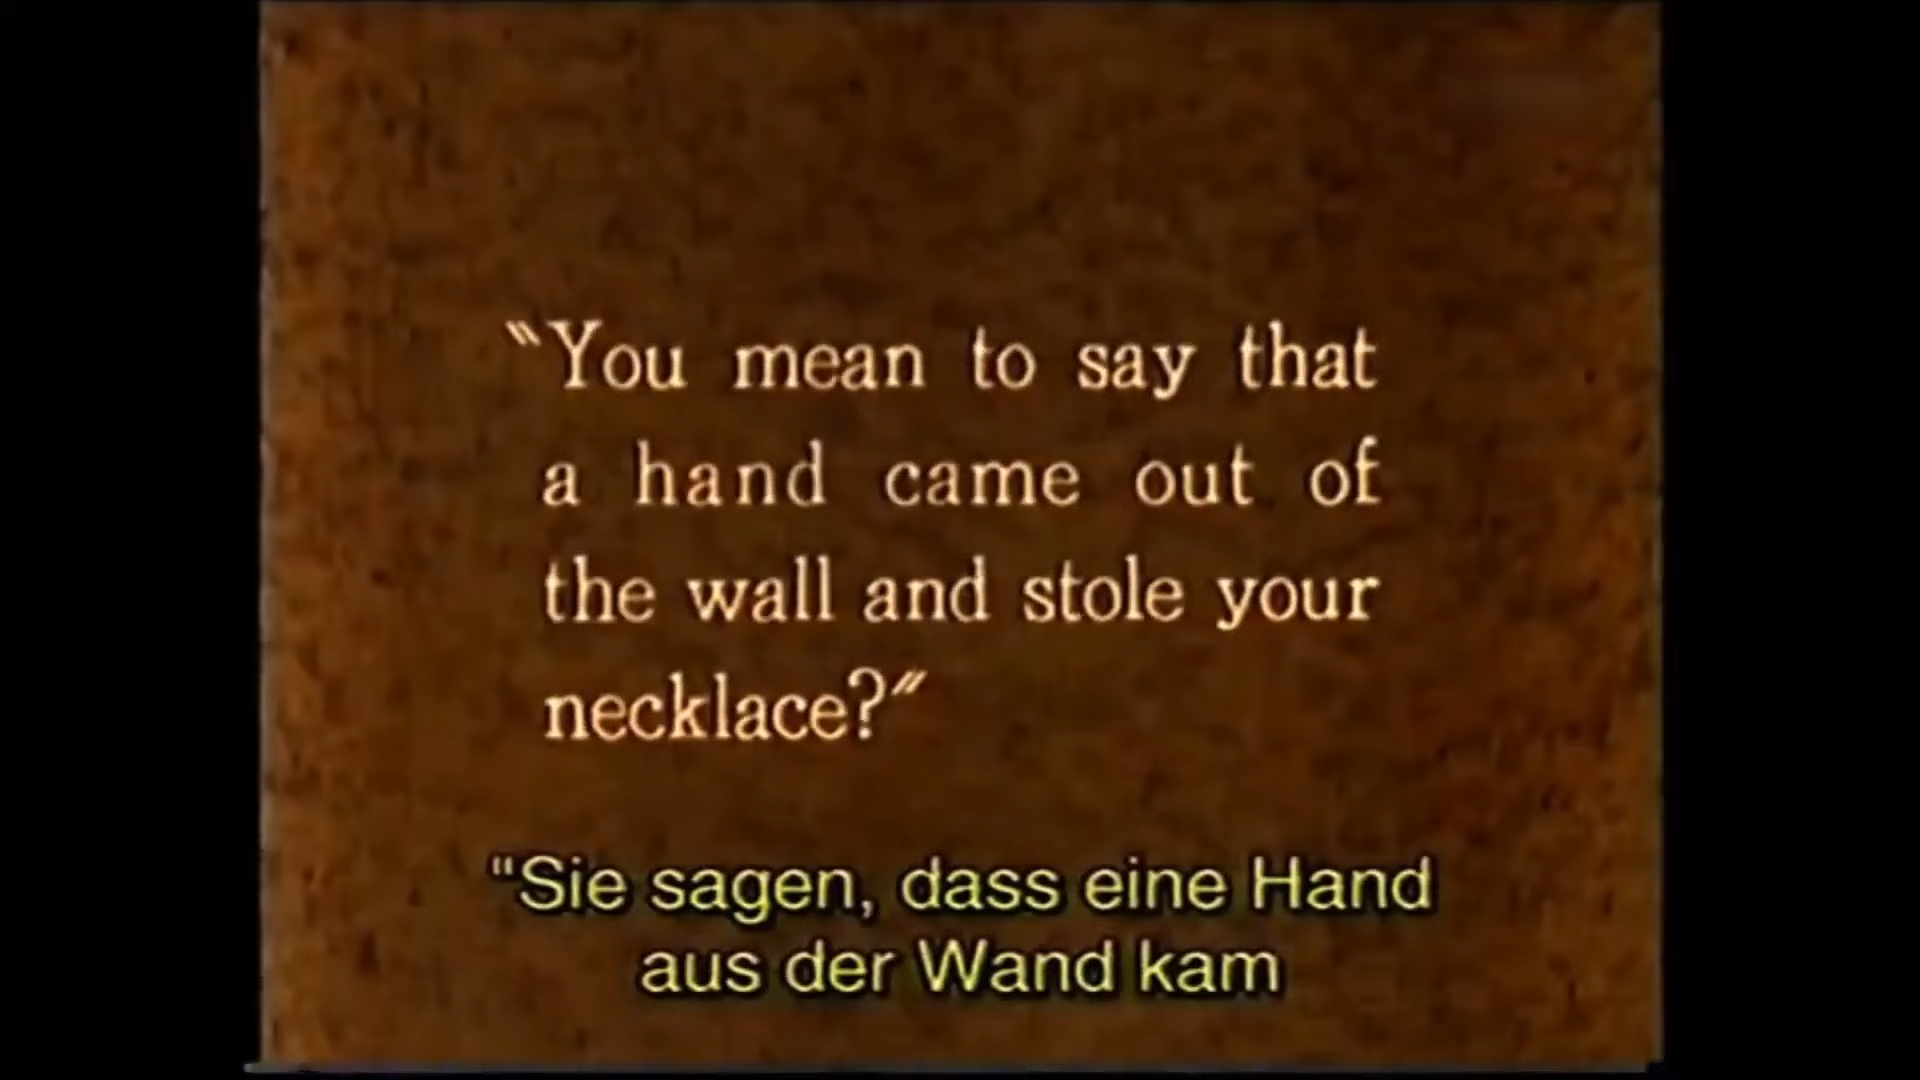 "You mean to say that
a hand came out of
the wall and stole your
necklace?"
"Sie sagen, dass eine Hand
aus der Wand kam